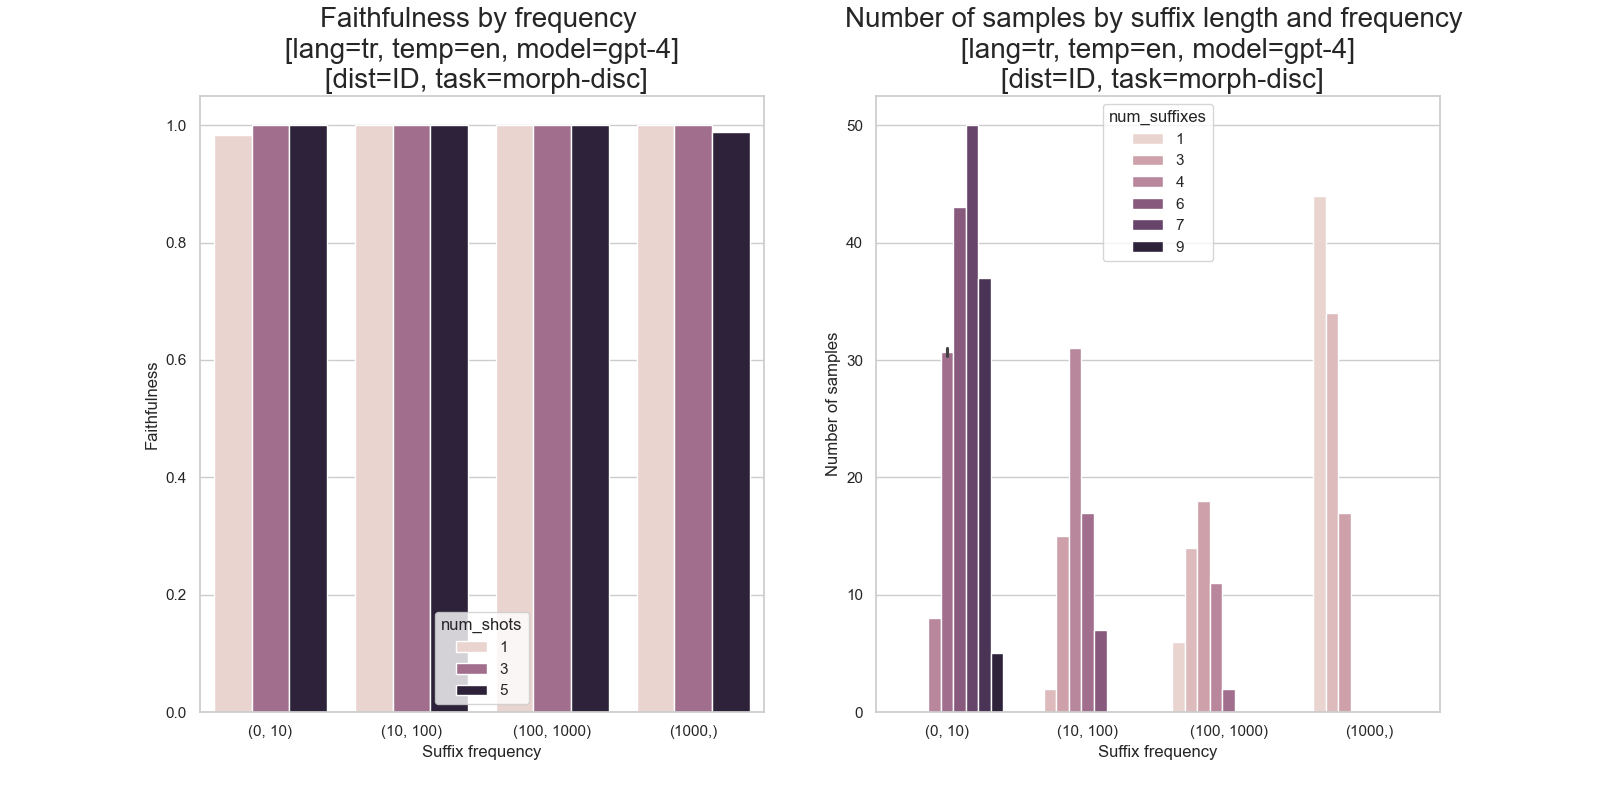 Faithfulness by frequency
[lang=tr, temp=en, model=gpt-4]
[dist=ID, task=morph-disc]
1.0
0.8
0.6
0.4
0.2
0.0
Faithfulness
num_shots
1
3
5
(0, 10)
(10, 100)
(100, 1000)
(1000,)
Suffix frequency
Number of samples by suffix length and frequency
[lang=tr, temp=en, model=gpt-4]
[dist=ID, task=morph-disc]
50
40
30
20
10
0
Number of samples
num_suffixes
1
3
4
6
7
9
(0, 10)
(10, 100)
(100, 1000)
(1000,)
Suffix frequency